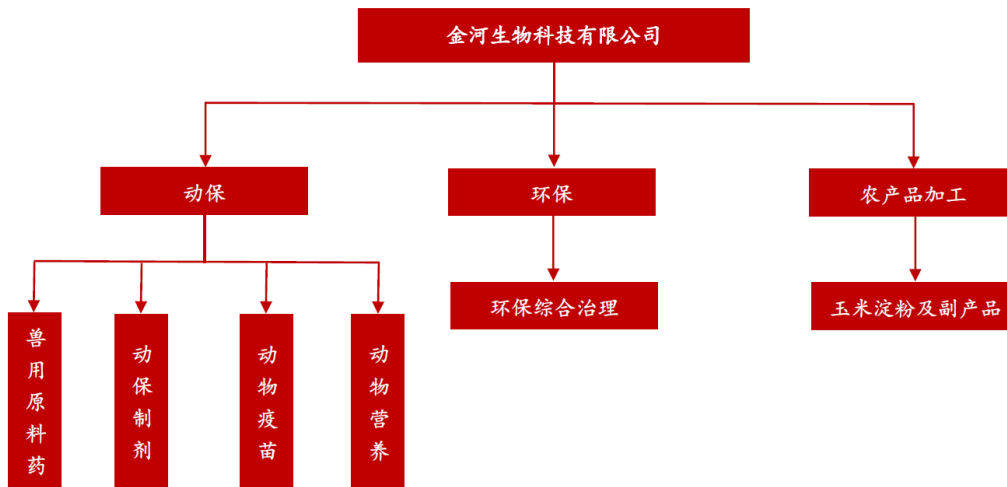 金河生物科技有限公司
动保
环保
农产品加工
环保综合治理
玉米淀粉及副产品
兽用原料药
动保制剂
动物疫苗
动物营养